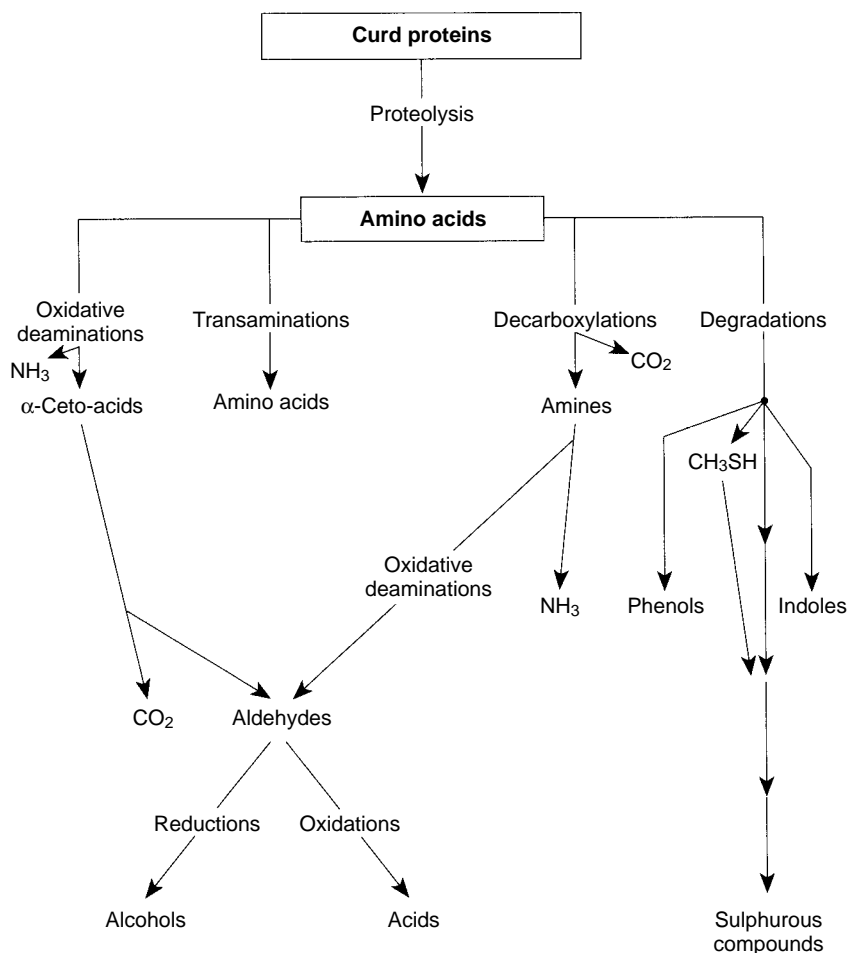 Curd proteins
Proteolysis
Amino acids
Oxidative
deaminations
Transaminations
Decarboxylations
Degradations
NH₃
CO₂
α-Ceto-acids
Amino acids
Amines
CH₃SH
Oxidative
deaminations
NH₃
Phenols
Indoles
CO₂
Aldehydes
Reductions
Oxidations
Alcohols
Acids
Sulphurous
compounds